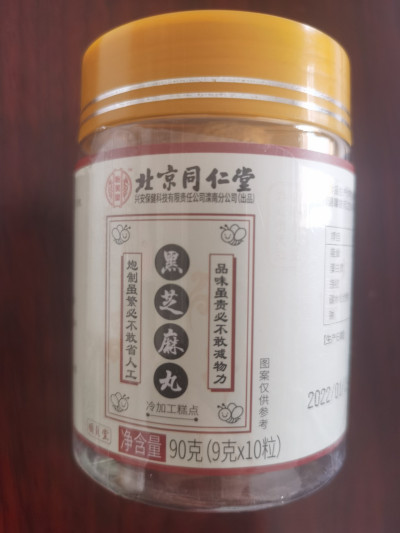 北京同仁堂
兴安保健科技有限责任公司滦南分公司(出品)
品味虽贵必不敢减物力
炮制虽繁必不敢省人工
黑芝麻丸
冷加工糕点
图案仅供参考
净含量 90克(9克x10粒)
2022/0